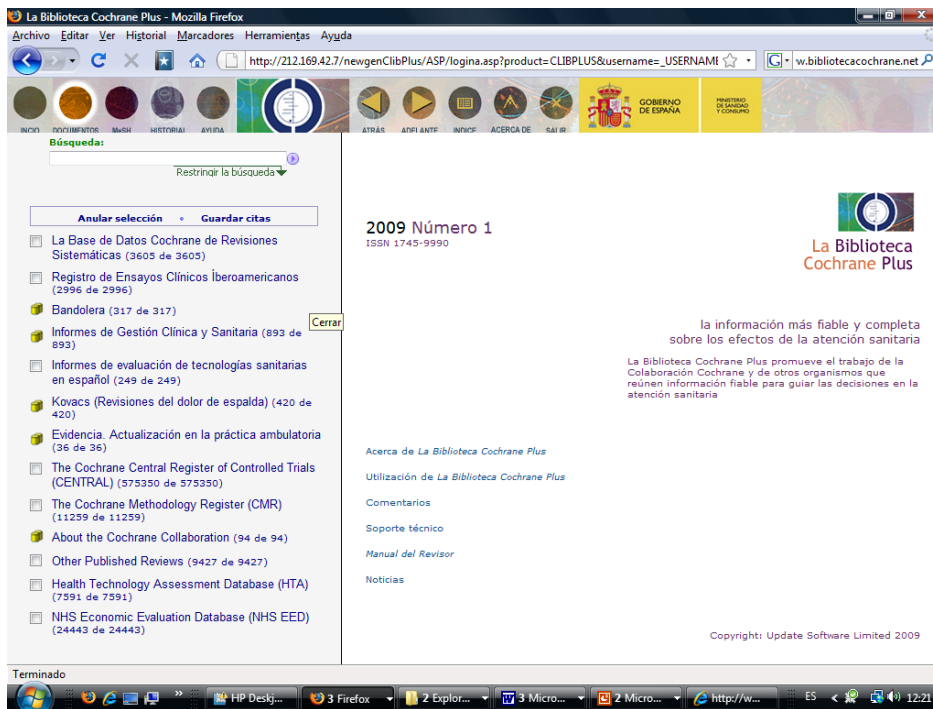 La Biblioteca Cochrane Plus - Mozilla Firefox
Archivo Editar Ver Historial Marcadores Herramientas Ayuda
http://212.169.42.7/newgenClibPlus/ASP/logina.asp?product=CLIBPLUS&username=_USERNAME
w.bibliotecacochrane.net
INCIO DOCUMENTOS MeSH HISTORIAL AYUDA ATRÁS ADELANTE INDICE ACERCA DE SALIR
GOBIERNO
DE ESPAÑA
MINISTERIO
DE SANIDAD
Y CONSUMO
Búsqueda:
Restringir la búsqueda
Anular selección Guardar citas
La Base de Datos Cochrane de Revisiones
Sistemáticas (3605 de 3605)
Registro de Ensayos Clínicos Íberoamericanos
(2996 de 2996)
Bandolera (317 de 317)
Cerrar
Informes de Gestión Clínica y Sanitaria (893 de
893)
Informes de evaluación de tecnologías sanitarias
en español (249 de 249)
Kovacs (Revisiones del dolor de espalda) (420 de
420)
Evidencia. Actualización en la práctica ambulatoria
(36 de 36)
The Cochrane Central Register of Controlled Trials
(CENTRAL) (575350 de 575350)
The Cochrane Methodology Register (CMR)
(11259 de 11259)
About the Cochrane Collaboration (94 de 94)
Other Published Reviews (9427 de 9427)
Health Technology Assessment Database (HTA)
(7591 de 7591)
NHS Economic Evaluation Database (NHS EED)
(24443 de 24443)
2009 Número 1
ISSN 1745-9990
La Biblioteca
Cochrane Plus
la información más fiable y completa
sobre los efectos de la atención sanitaria
La Biblioteca Cochrane Plus promueve el trabajo de la
Colaboración Cochrane y de otros organismos que
reúnen información fiable para guiar las decisiones en la
atención sanitaria
Acerca de La Biblioteca Cochrane Plus
Utilización de La Biblioteca Cochrane Plus
Comentarios
Soporte técnico
Manual del Revisor
Noticias
Copyright: Update Software Limited 2009
Terminado
HP Deskj... 3 Firefox 2 Explor... 3 Micro... 2 Micro... http://w... ES 12:21